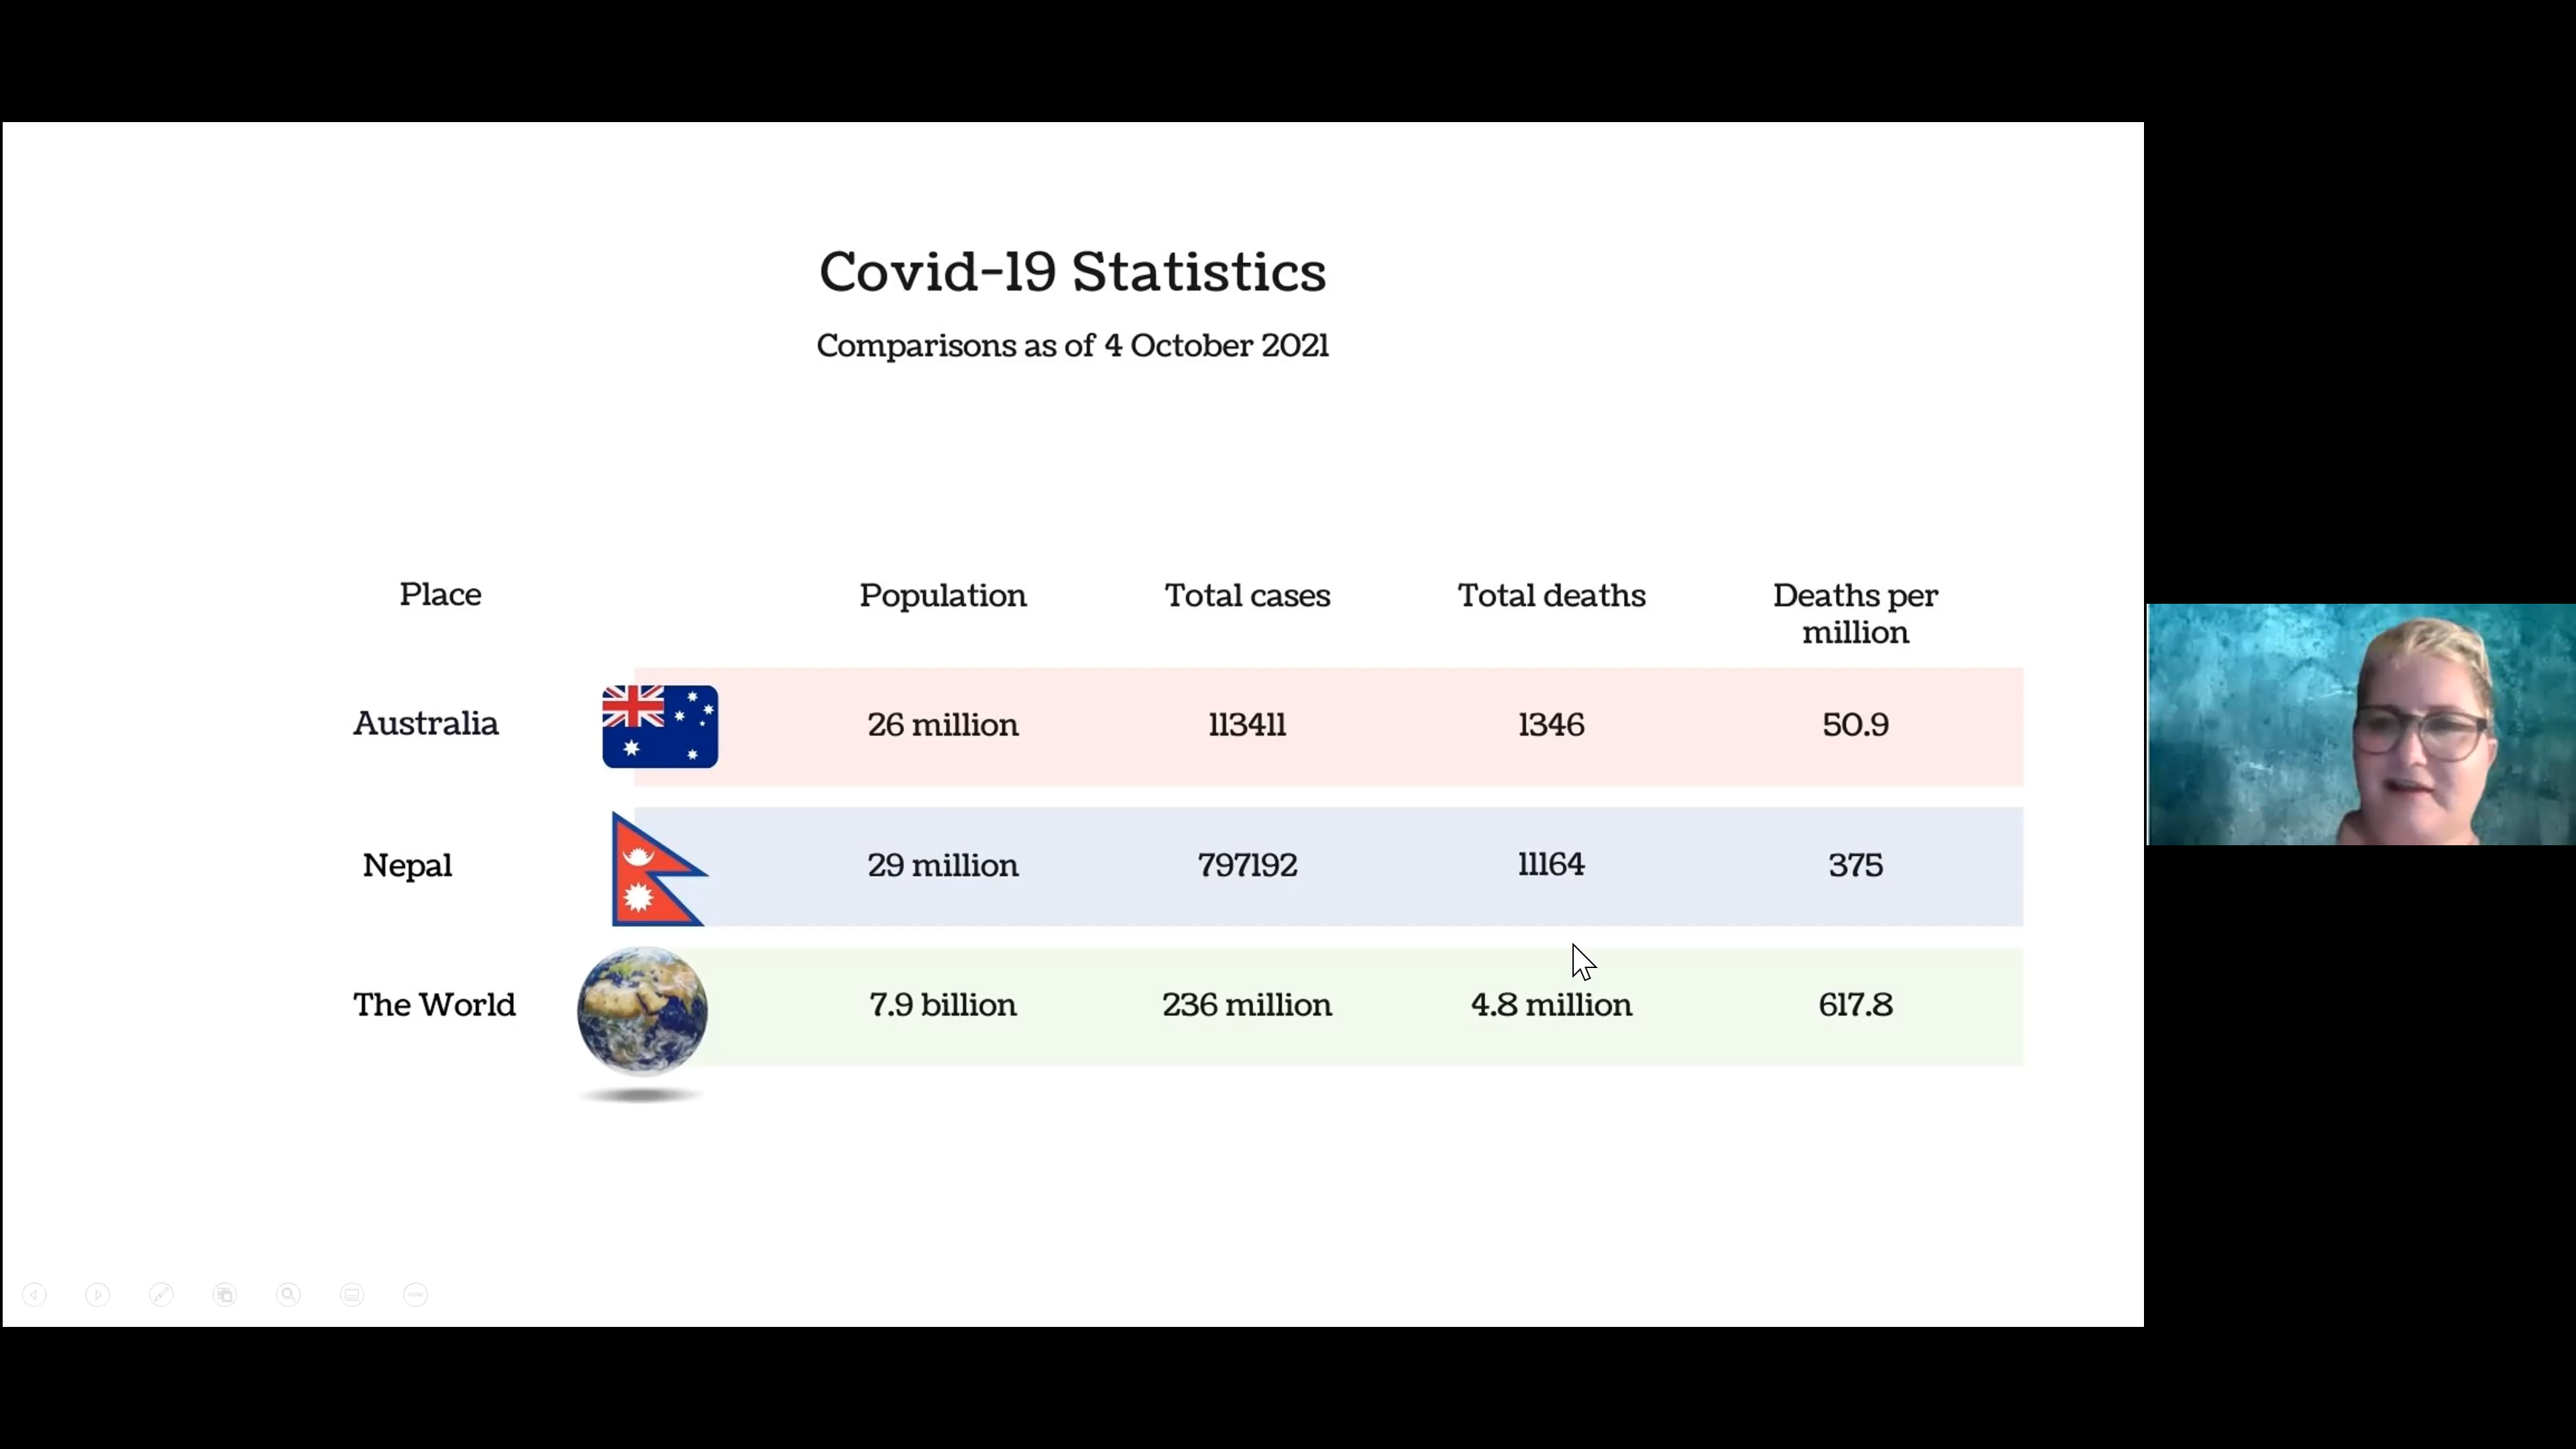 Covid-19 Statistics
Comparisons as of 4 October 2021
Place Population Total cases Total deaths Deaths per
million
Australia 26 million 113411 1346 50.9
Nepal 29 million 797192 11164 375
The World 7.9 billion 236 million 4.8 million 617.8